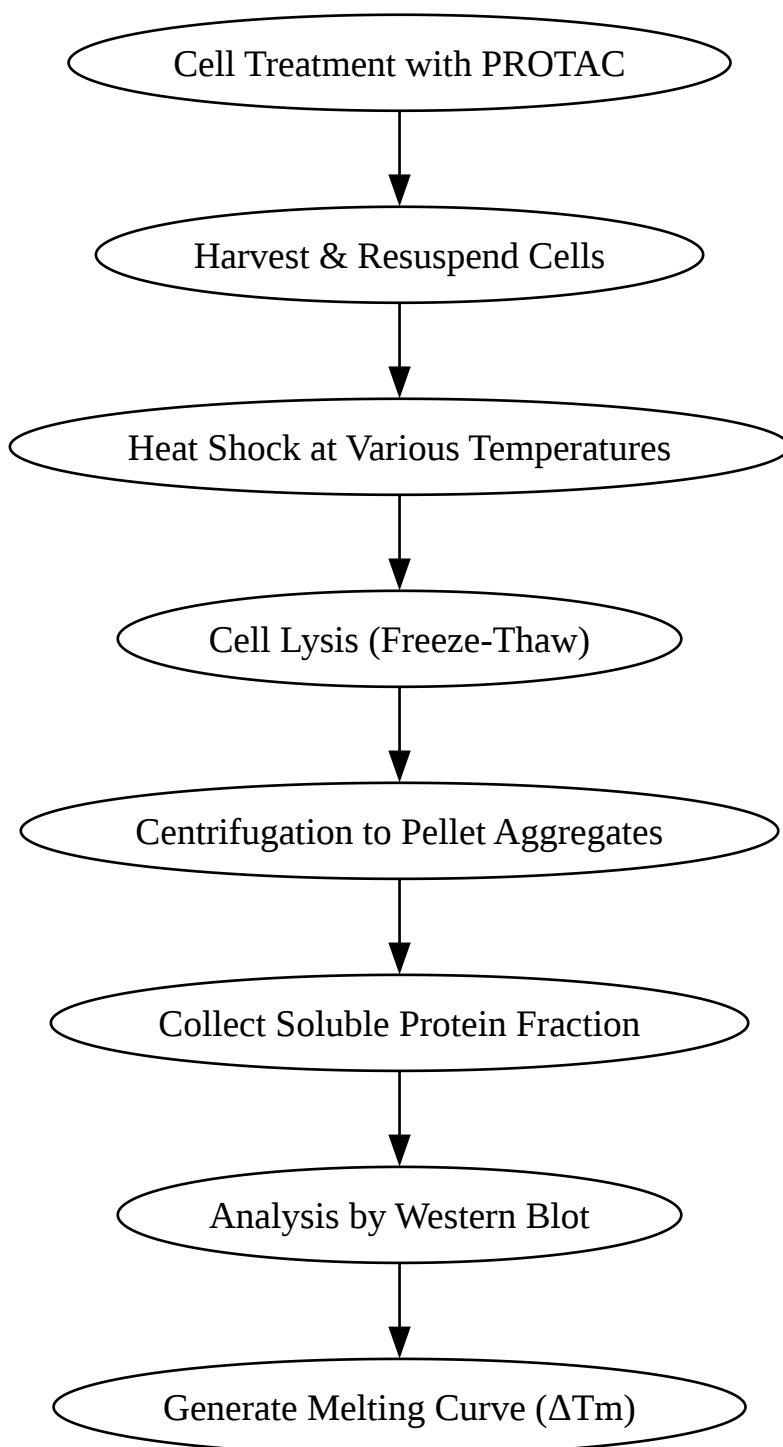 Cell Treatment with PROTAC
Harvest & Resuspend Cells
Heat Shock at Various Temperatures
Cell Lysis (Freeze-Thaw)
Centrifugation to Pellet Aggregates
Collect Soluble Protein Fraction
Analysis by Western Blot
Generate Melting Curve (ΔTm)